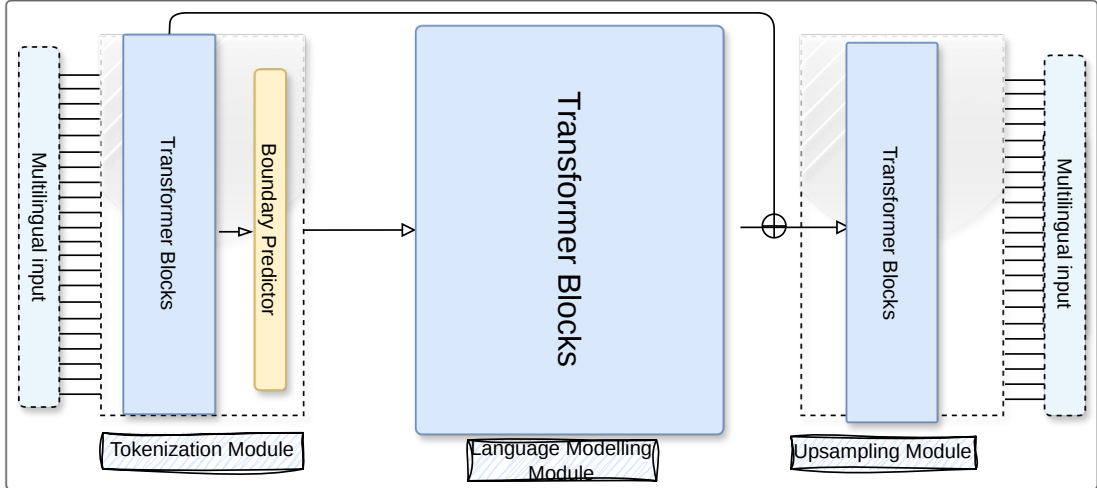 Multilingual input
Transformer Blocks
Boundary Predictor
Transformer Blocks
Transformer Blocks
Multilingual input
Tokenization Module
Language Modelling
Module
Upsampling Module